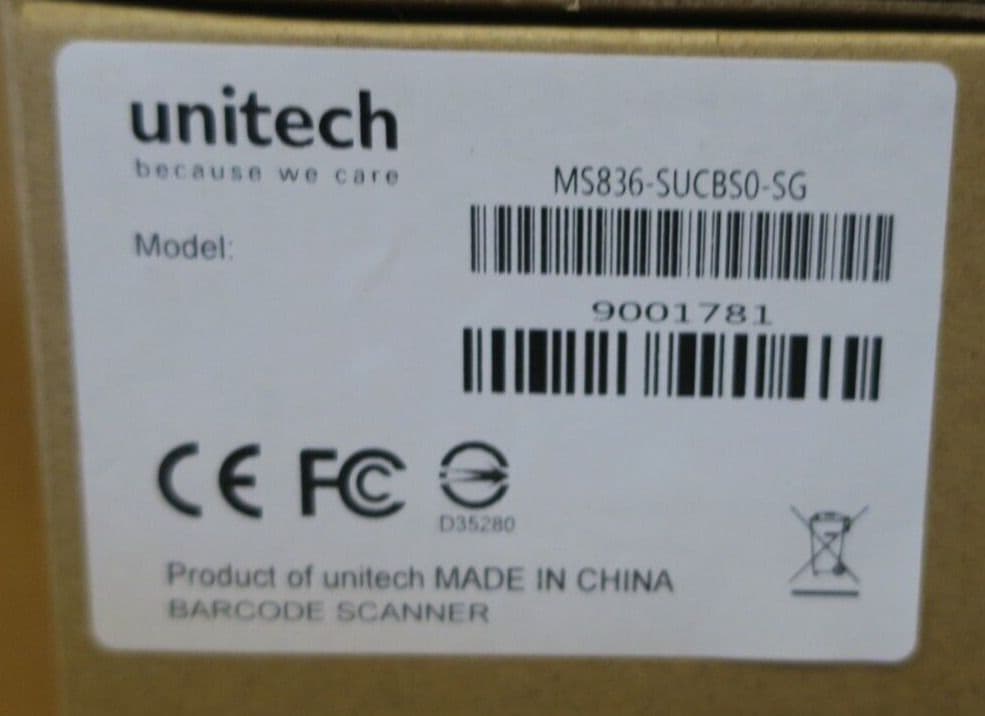 unitech
because we care
MS836-SUCBS0-SG
Model:
9001781
CE FC
D35280
Product of unitech MADE IN CHINA
BARCODE SCANNER